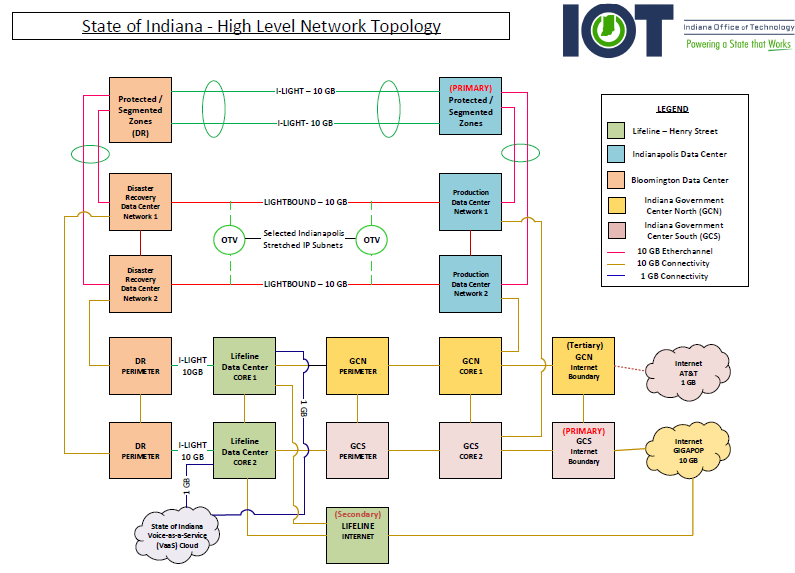 State of Indiana - High Level Network Topology
IOT
Indiana Office of Technology
Powering a State that Works
Protected /
Segmented
Zones
(DR)
I-LIGHT – 10 GB
I-LIGHT- 10 GB
(PRIMARY)
Protected /
Segmented
Zones
LEGEND
Lifeline – Henry Street
Indianapolis Data Center
Bloomington Data Center
Indiana Government
Center North (GCN)
Indiana Government
Center South (GCS)
10 GB Etherchannel
10 GB Connectivity
1 GB Connectivity
Disaster
Recovery
Data Center
Network 1
LIGHTBOUND – 10 GB
Production
Data Center
Network 1
OTV
Selected Indianapolis
Stretched IP Subnets
OTV
Disaster
Recovery
Data Center
Network 2
LIGHTBOUND – 10 GB
Production
Data Center
Network 2
DR
PERIMETER
I-LIGHT
10GB
Lifeline
Data Center
CORE 1
1 GB
GCN
PERIMETER
GCN
CORE 1
(Tertiary)
GCN
Internet
Boundary
Internet
AT&T
1 GB
DR
PERIMETER
I-LIGHT
10 GB
Lifeline
Data Center
CORE 2
GCS
PERIMETER
GCS
CORE 2
(PRIMARY)
GCS
Internet
Boundary
Internet
GIGAPOP
10 GB
1 GB
State of Indiana
Voice-as-a-Service
(VaaS) Cloud
(Secondary)
LIFELINE
INTERNET